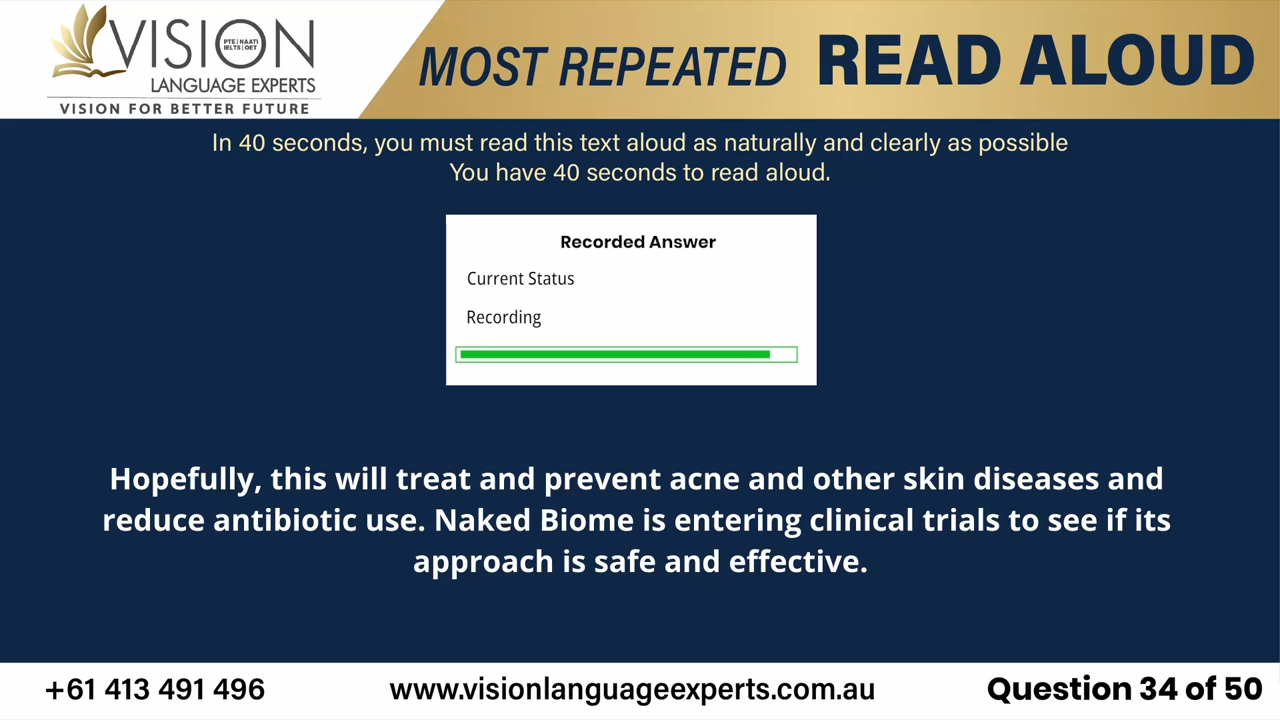 VISION
PTE | NAATI
IELTS | OET
LANGUAGE EXPERTS
VISION FOR BETTER FUTURE
MOST REPEATED READ ALOUD
In 40 seconds, you must read this text aloud as naturally and clearly as possible
You have 40 seconds to read aloud.
Recorded Answer
Current Status
Recording
Hopefully, this will treat and prevent acne and other skin diseases and
reduce antibiotic use. Naked Biome is entering clinical trials to see if its
approach is safe and effective.
+61 413 491 496
www.visionlanguageexperts.com.au
Question 34 of 50